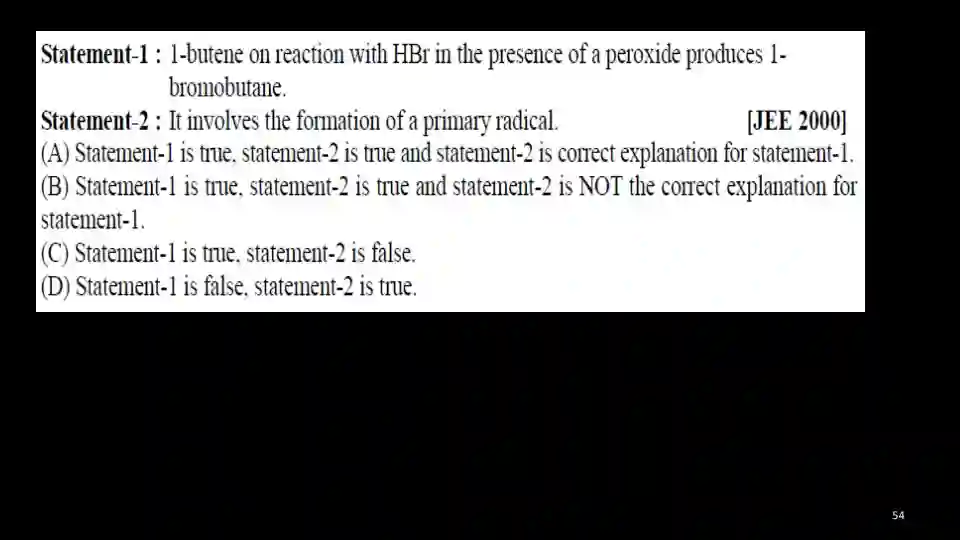 Statement-1 : 1-butene on reaction with HBr in the presence of a peroxide produces 1-
bromobutane.
Statement-2 : It involves the formation of a primary radical. [JEE 2000]
(A) Statement-1 is true, statement-2 is true and statement-2 is correct explanation for statement-1.
(B) Statement-1 is true, statement-2 is true and statement-2 is NOT the correct explanation for
statement-1.
(C) Statement-1 is true, statement-2 is false.
(D) Statement-1 is false, statement-2 is true.
54